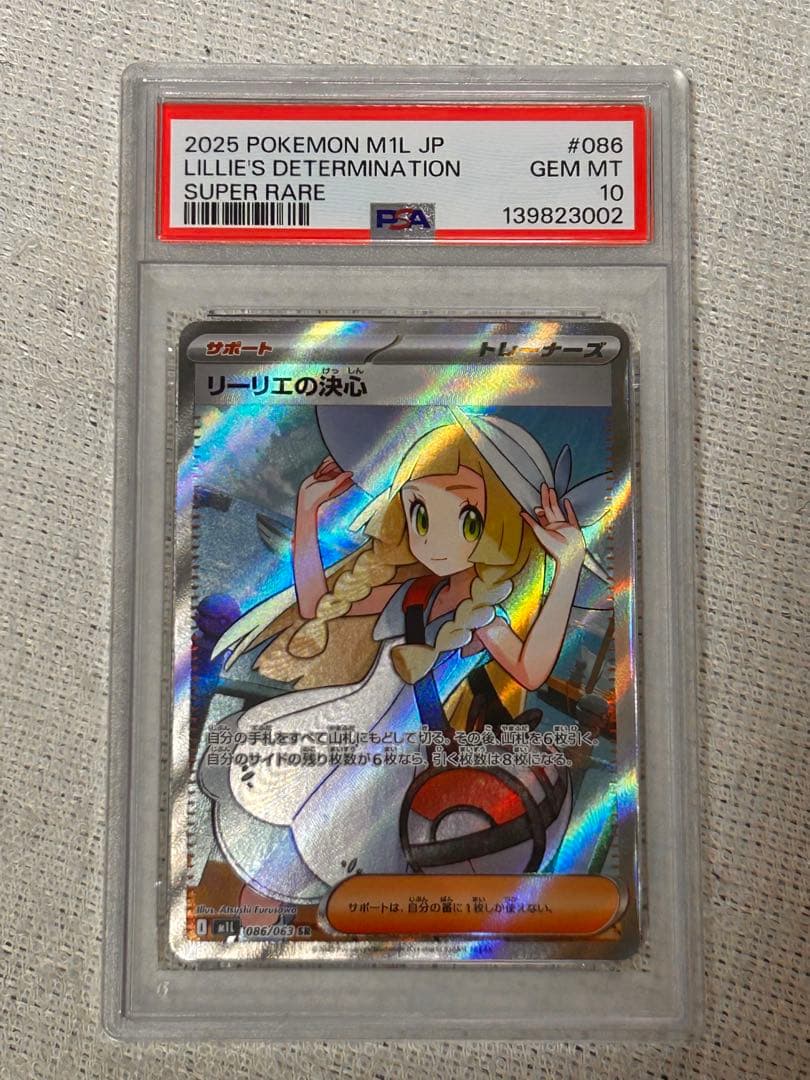 2025 POKEMON M1L JP #086
LILLIE'S DETERMINATION GEM MT
SUPER RARE 10
PSA 139823002
サポート トレーナーズ
けっしん
リーリエの決心
自分の手札をすべて山札にもどして切る。その後、山札を6枚引く。
自分のサイドの残り枚数が6枚なら、引く枚数は8枚になる。
サポートは、自分の番に1枚しか使えない。
Illus. Atsushi Furusawa
I M1L 086/063 SR